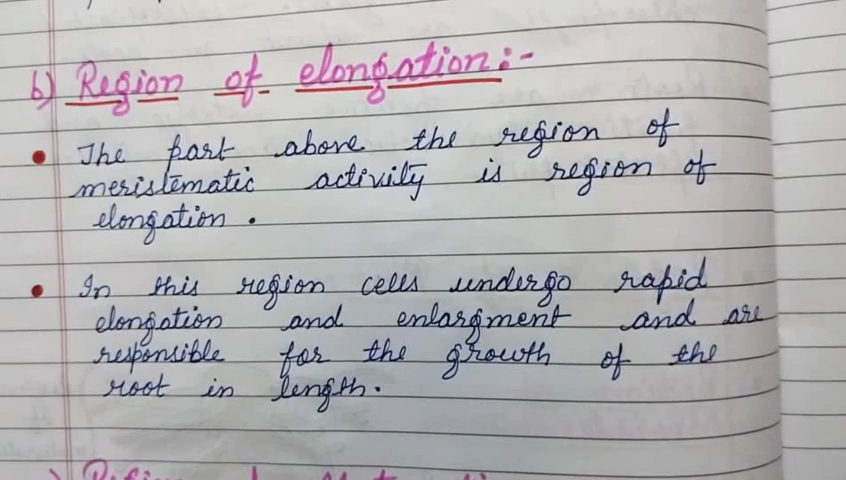 b) Region of elongation:-
• The part above the region of
meristematic activity is region of
elongation.
• In this region cells undergo rapid
elongation and enlargment and are
responsible for the growth of the
root in length.